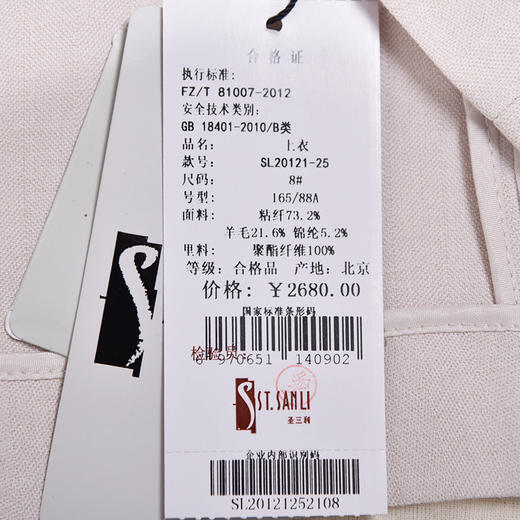 合格证
执行标准:
FZ/T 81007-2012
安全技术类别:
GB 18401-2010/B类
品名: 上衣
款号: SL20121-25
尺码: 8#
号型: 165/88A
面料: 粘纤73.2%
羊毛21.6% 锦纶5.2%
里料: 聚酯纤维100%
等级: 合格品 产地: 北京
价格: ¥2680.00
国家标准条形码
检验员:
6 970651 140902
ST.SANLI
圣三利
企业内部识别码
SL20121252108